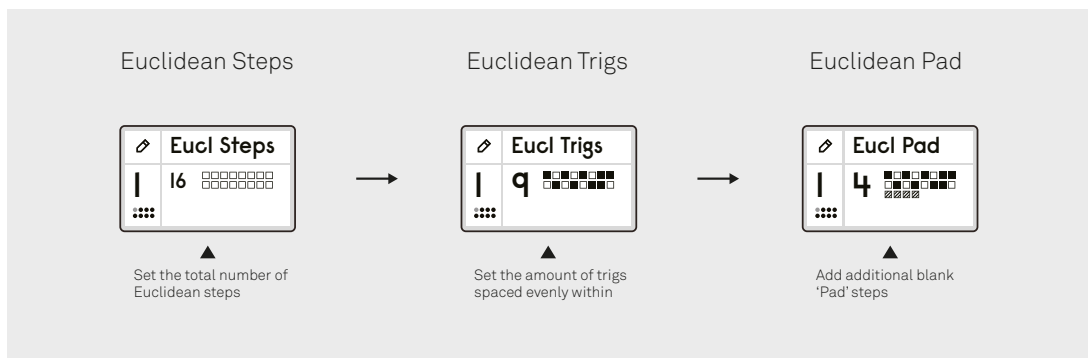 Euclidean Steps
Euclidean Trigs
Euclidean Pad
Eucl Steps
1
16
Eucl Trigs
1
9
Eucl Pad
1
4
Set the total number of
Euclidean steps
Set the amount of trigs
spaced evenly within
Add additional blank
‘Pad’ steps